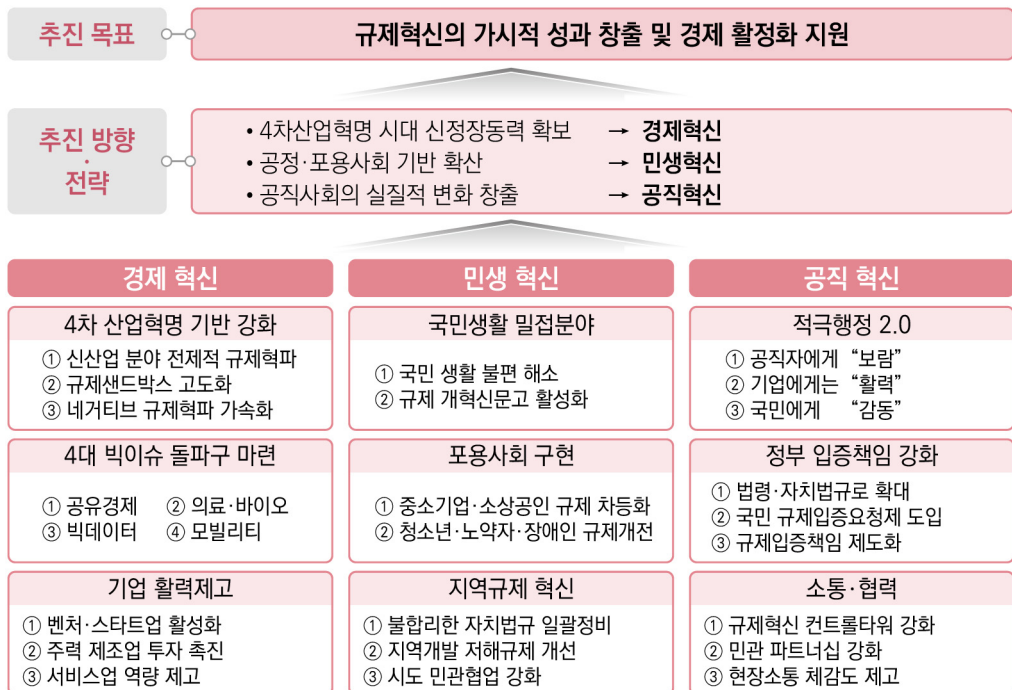 추진 목표
규제혁신의 가시적 성과 창출 및 경제 활정화 지원
추진 방향
·
전략
• 4차산업혁명 시대 신정장동력 확보 → 경제혁신
• 공정·포용사회 기반 확산 → 민생혁신
• 공직사회의 실질적 변화 창출 → 공직혁신
경제 혁신
4차 산업혁명 기반 강화
① 신산업 분야 전제적 규제혁파
② 규제샌드박스 고도화
③ 네거티브 규제혁파 가속화
4대 빅이슈 돌파구 마련
① 공유경제 ② 의료·바이오
③ 빅데이터 ④ 모빌리티
기업 활력제고
① 벤처·스타트업 활성화
② 주력 제조업 투자 촉진
③ 서비스업 역량 제고
민생 혁신
국민생활 밀접분야
① 국민 생활 불편 해소
② 규제 개혁신문고 활성화
포용사회 구현
① 중소기업·소상공인 규제 차등화
② 청소년·노약자·장애인 규제개전
지역규제 혁신
① 불합리한 자치법규 일괄정비
② 지역개발 저해규제 개선
③ 시도 민관협업 강화
공직 혁신
적극행정 2.0
① 공직자에게 “보람”
② 기업에게는 “활력”
③ 국민에게 “감동”
정부 입증책임 강화
① 법령·자치법규로 확대
② 국민 규제입증요청제 도입
③ 규제입증책임 제도화
소통·협력
① 규제혁신 컨트롤타워 강화
② 민관 파트너십 강화
③ 현장소통 체감도 제고